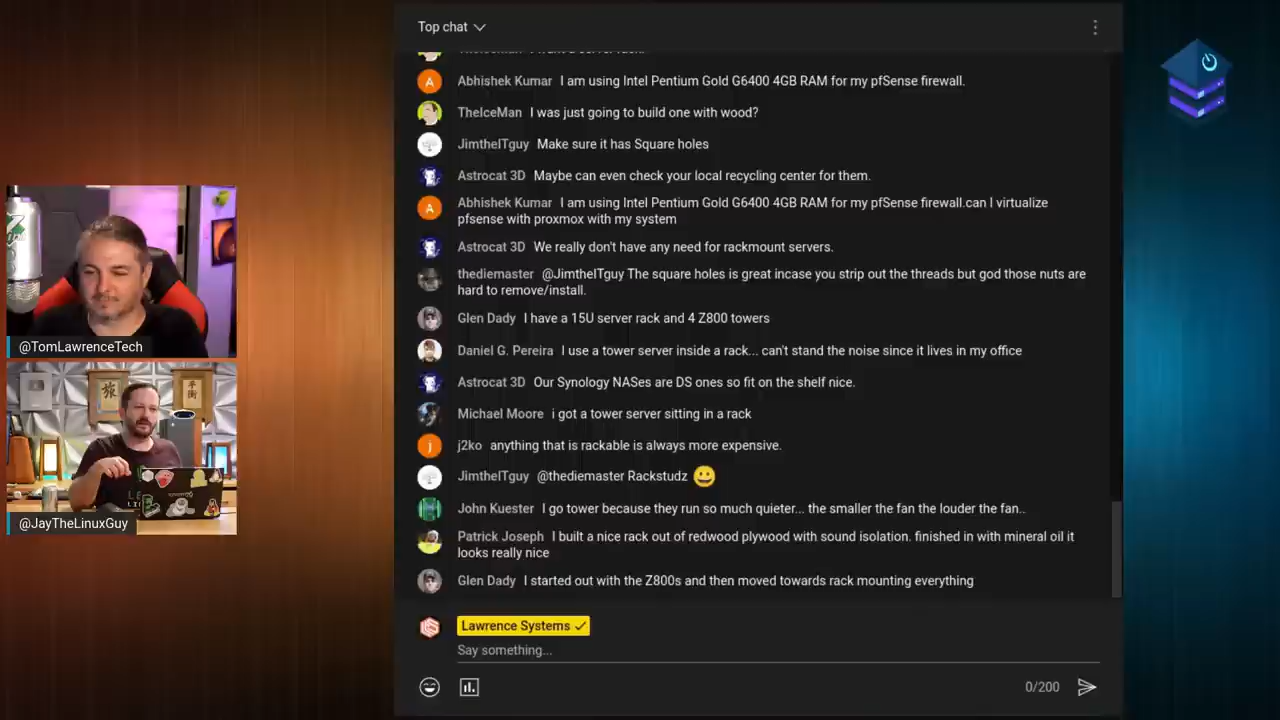 Top chat
Abhishek Kumar I am using Intel Pentium Gold G6400 4GB RAM for my pfSense firewall.
TheIceMan I was just going to build one with wood?
JimtheITguy Make sure it has Square holes
Astrocat 3D Maybe can even check your local recycling center for them.
Abhishek Kumar I am using Intel Pentium Gold G6400 4GB RAM for my pfSense firewall.can I virtualize
pfsense with proxmox with my system
Astrocat 3D We really don't have any need for rackmount servers.
thediemaster @JimtheITguy The square holes is great incase you strip out the threads but god those nuts are
hard to remove/install.
Glen Dady I have a 15U server rack and 4 Z800 towers
Daniel G. Pereira I use a tower server inside a rack... can't stand the noise since it lives in my office
Astrocat 3D Our Synology NASes are DS ones so fit on the shelf nice.
Michael Moore i got a tower server sitting in a rack
j2ko anything that is rackable is always more expensive.
JimtheITguy @thediemaster Rackstudz 😀
John Kuester I go tower because they run so much quieter... the smaller the fan the louder the fan..
Patrick Joseph I built a nice rack out of redwood plywood with sound isolation. finished in with mineral oil it
looks really nice
Glen Dady I started out with the Z800s and then moved towards rack mounting everything
Lawrence Systems
Say something...
0/200
@TomLawrenceTech
@JayTheLinuxGuy